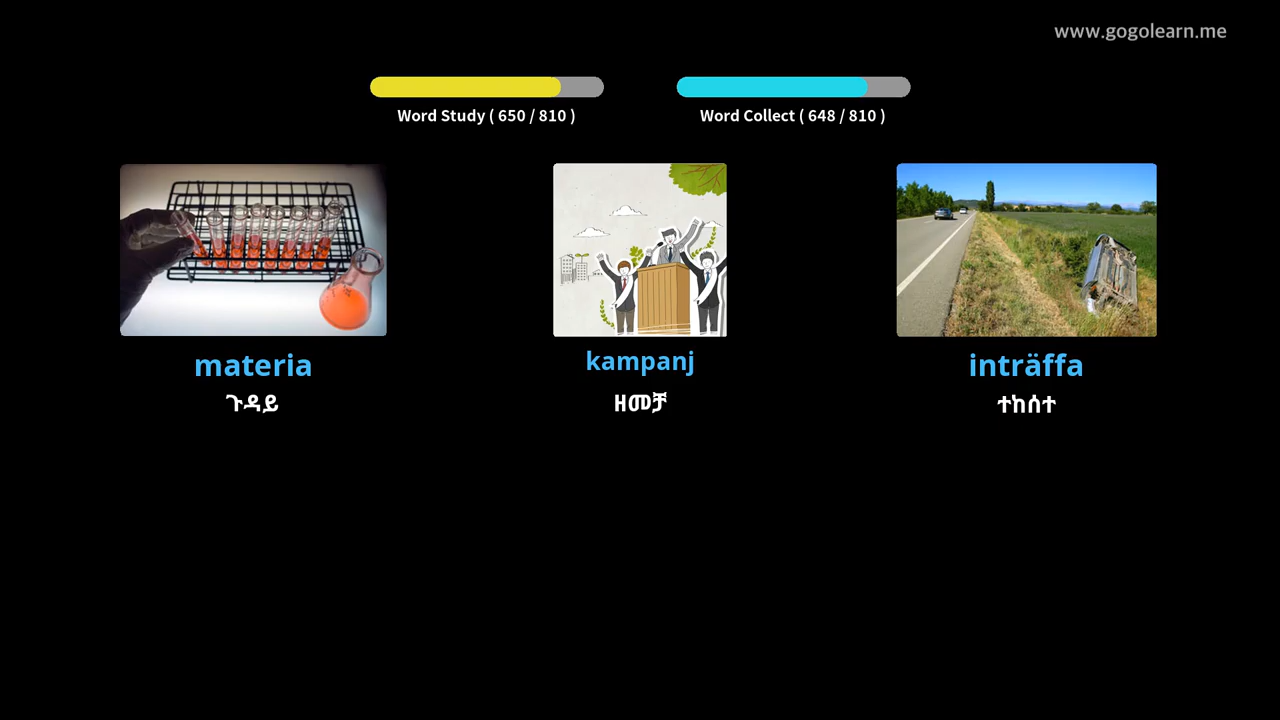 www.gogolearn.me
Word Study ( 650 / 810 )
Word Collect ( 648 / 810 )
materia
kampanj
inträffa
ጉዳይ
ዘመቻ
ተከሰተ